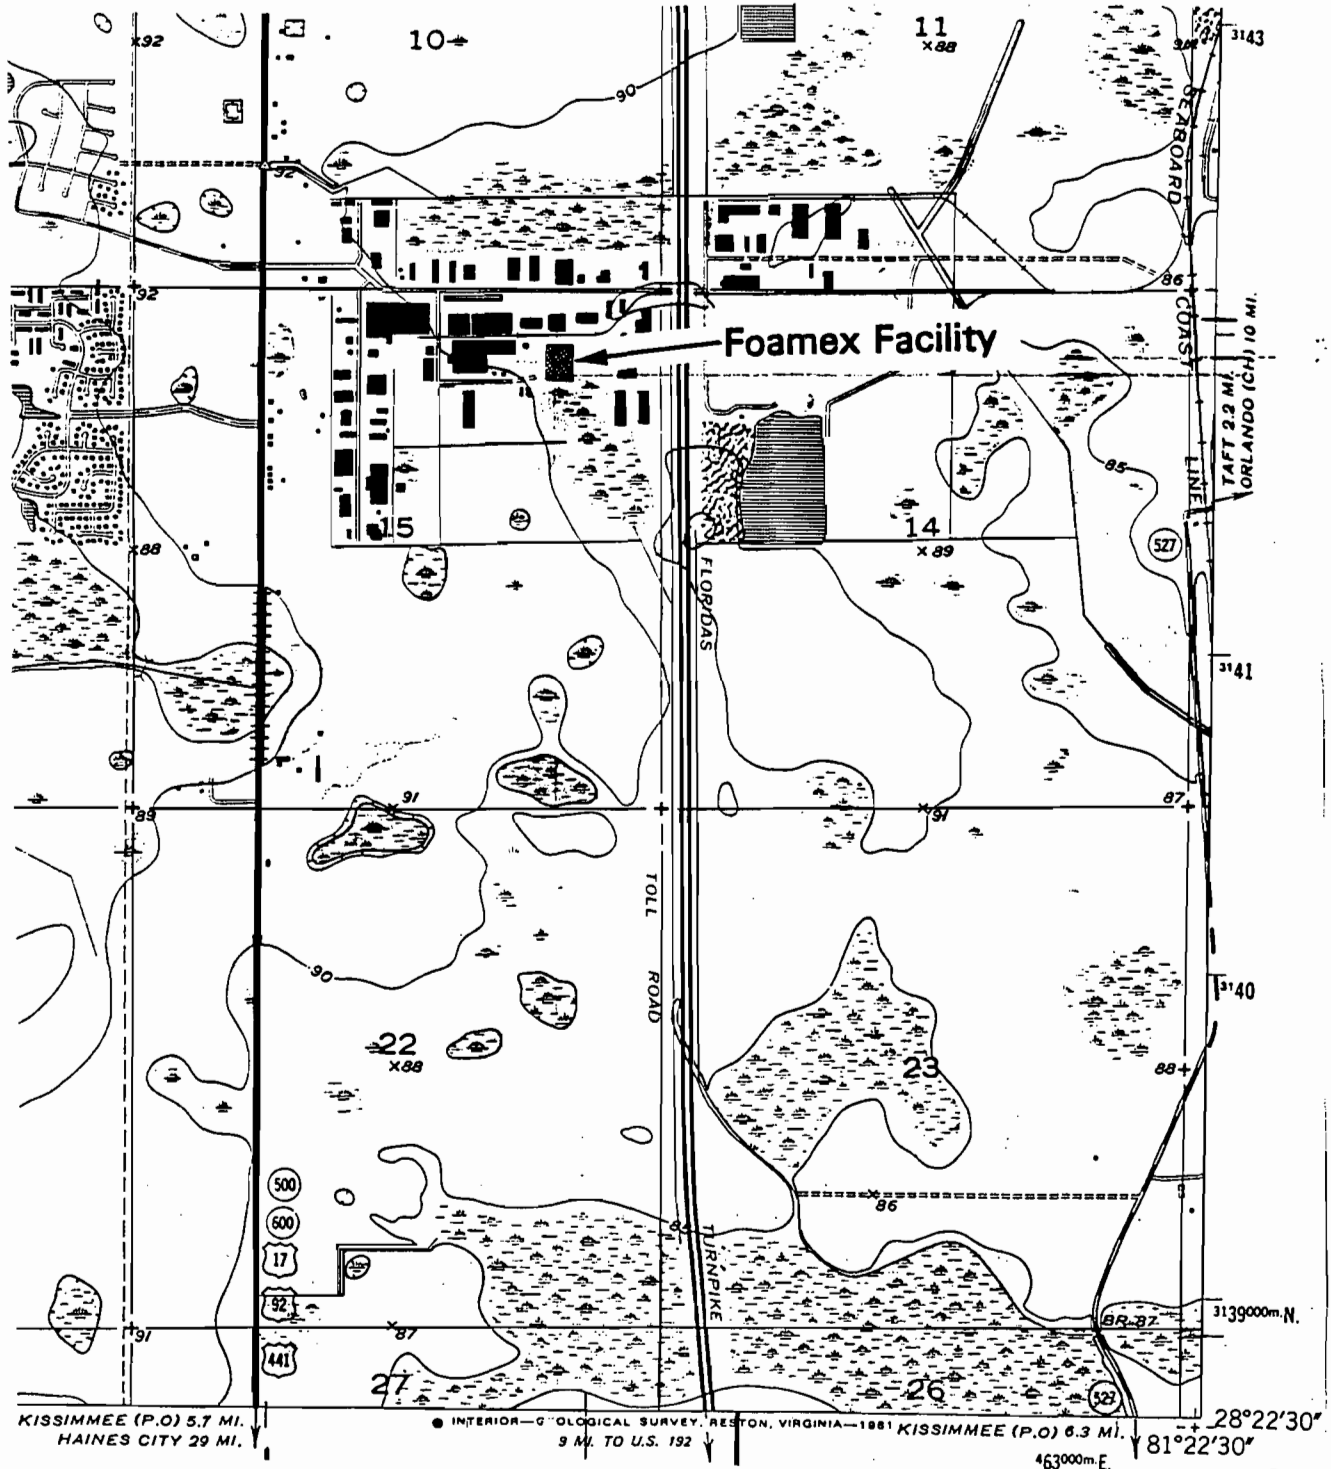 92
10
11
88
3143
90
92
SEABOARD
92
86
COAST
Foamex Facility
TAFT 2.2 MI.
ORLANDO (CH) 10 MI.
85
LINE
15
14
88
89
527
FLORIDAS
3141
89
91
91
87
TOLL
90
ROAD
3140
22
88
23
88
500
600
86
17
TURNPIKE
92
3139000m.N.
91
87
BR 87
441
27
26
527
KISSIMMEE (P.O) 5.7 MI.
HAINES CITY 29 MI.
INTERIOR—GEOLOGICAL SURVEY, RESTON, VIRGINIA—1981
9 MI. TO U.S. 192
KISSIMMEE (P.O) 6.3 MI.
28°22'30"
81°22'30"
463000m.E.